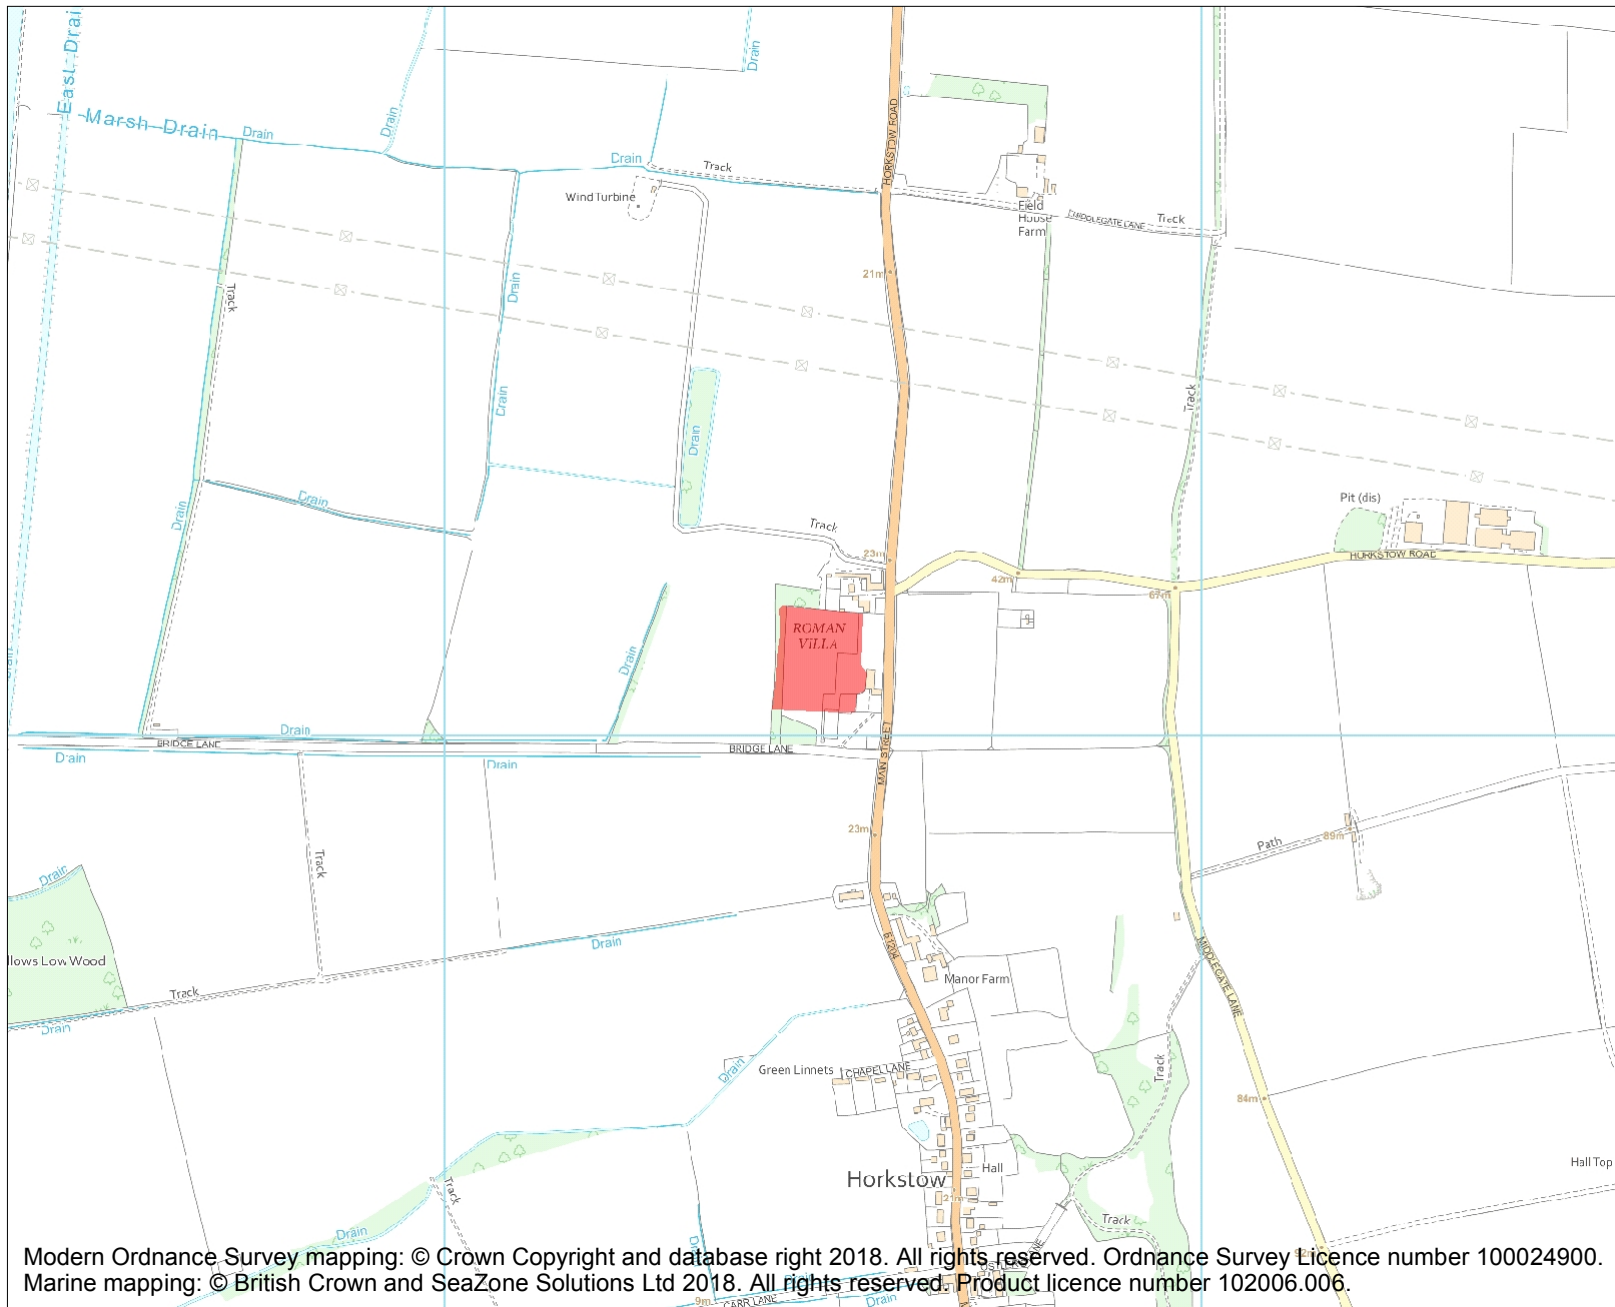 East Drai
Marsh Drain
Drain
Drain
Drain
Drain
Track
HORKSTOW ROAD
Wind Turbine
Field
House
Farm
Track
21m
Drain
Track
Drain
Track
Drain
Drain
Drain
Pit (dis)
HORKSTOW ROAD
Track
23m
42m
67m
ROMAN
VILLA
Drain
Drain
BRIDGE LANE
BRIDGE LANE
Drain
Drain
MAIN STREET
23m
Track
Path
89m
Drain
Drain
B1204
MIDDLEGATE LANE
llows Low Wood
Track
Manor Farm
Drain
Drain
Green Linnets
CHAPEL LANE
Track
84m
Hall
Hall Top
Horkstow
21m
Track
Track
Drain
Drain
92m
Modern Ordnance Survey mapping: © Crown Copyright and database right 2018. All rights reserved. Ordnance Survey Licence number 100024900.
Marine mapping: © British Crown and SeaZone Solutions Ltd 2018. All rights reserved. Product licence number 102006.006.
Drain
9m
CARR LANE
Drain